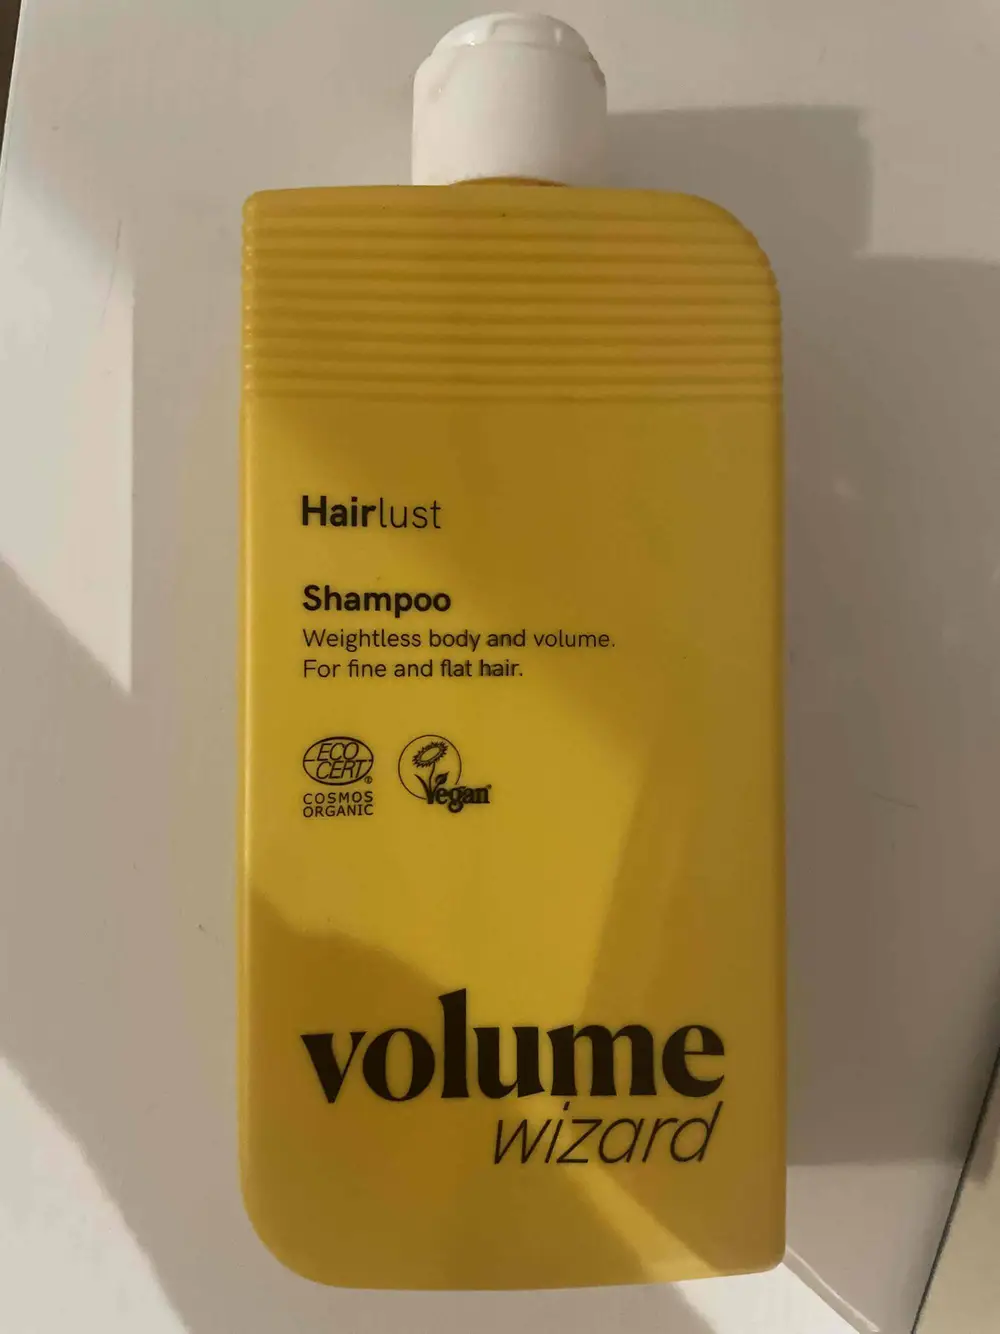 Hairlust
Shampoo
Weightless body and volume.
For fine and flat hair.
ECO
CERT®
COSMOS
ORGANIC
Vegan
volume
wizard